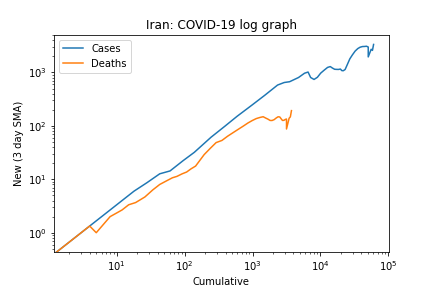 Iran: COVID-19 log graph
Cases
Deaths
New (3 day SMA)
10³
10²
10¹
10⁰
10¹
10²
10³
10⁴
10⁵
Cumulative